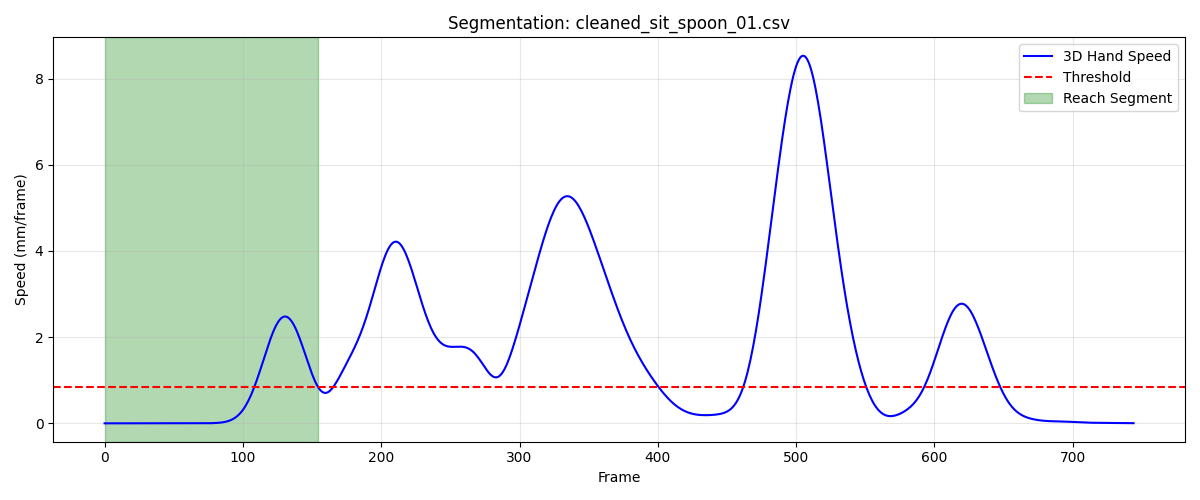 Segmentation: cleaned_sit_spoon_01.csv
3D Hand Speed
Threshold
Reach Segment
Speed (mm/frame)
8
6
4
2
0
0 100 200 300 400 500 600 700
Frame